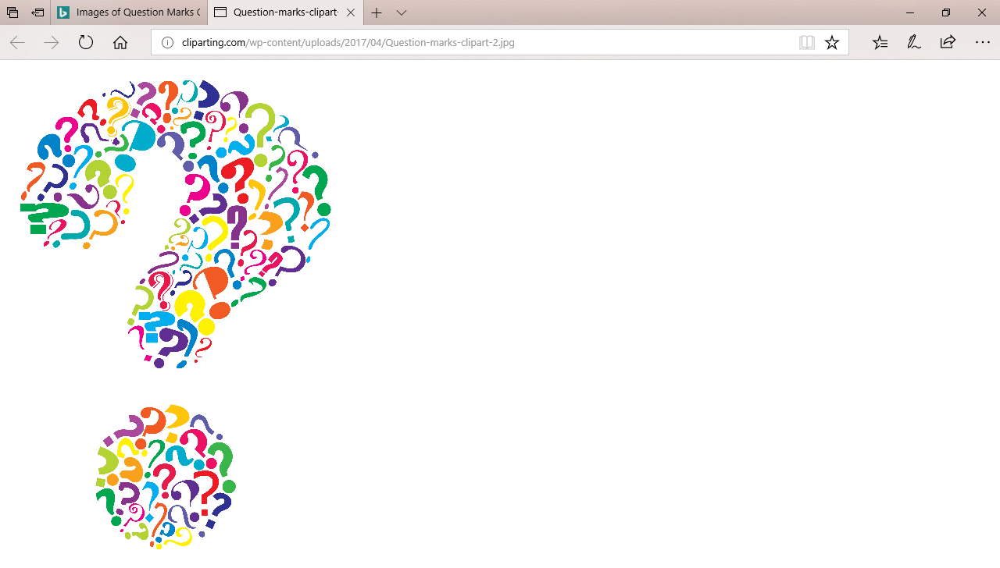 Images of Question Marks C
Question-marks-clipart-
cliparting.com/wp-content/uploads/2017/04/Question-marks-clipart-2.jpg